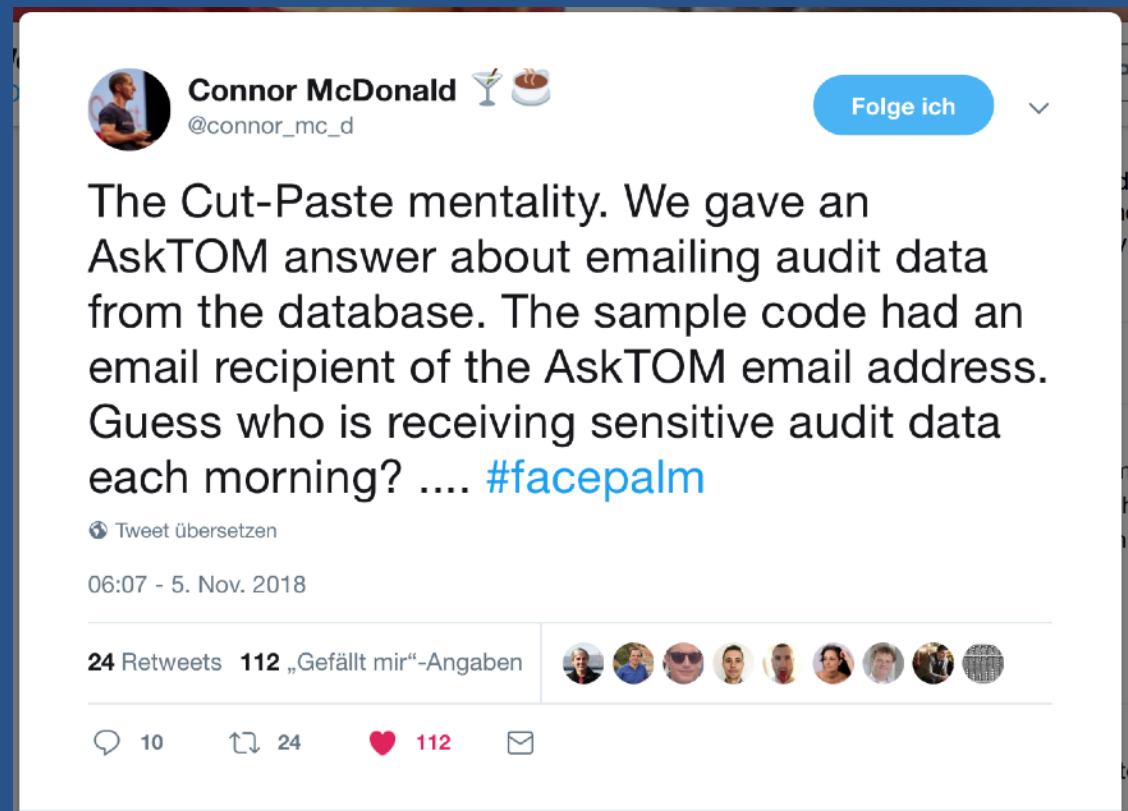 Connor McDonald 🍸☕
@connor_mc_d
Folge ich
The Cut-Paste mentality. We gave an
AskTOM answer about emailing audit data
from the database. The sample code had an
email recipient of the AskTOM email address.
Guess who is receiving sensitive audit data
each morning? .... #facepalm
Tweet übersetzen
06:07 - 5. Nov. 2018
24 Retweets 112 „Gefällt mir“-Angaben
10 24 112